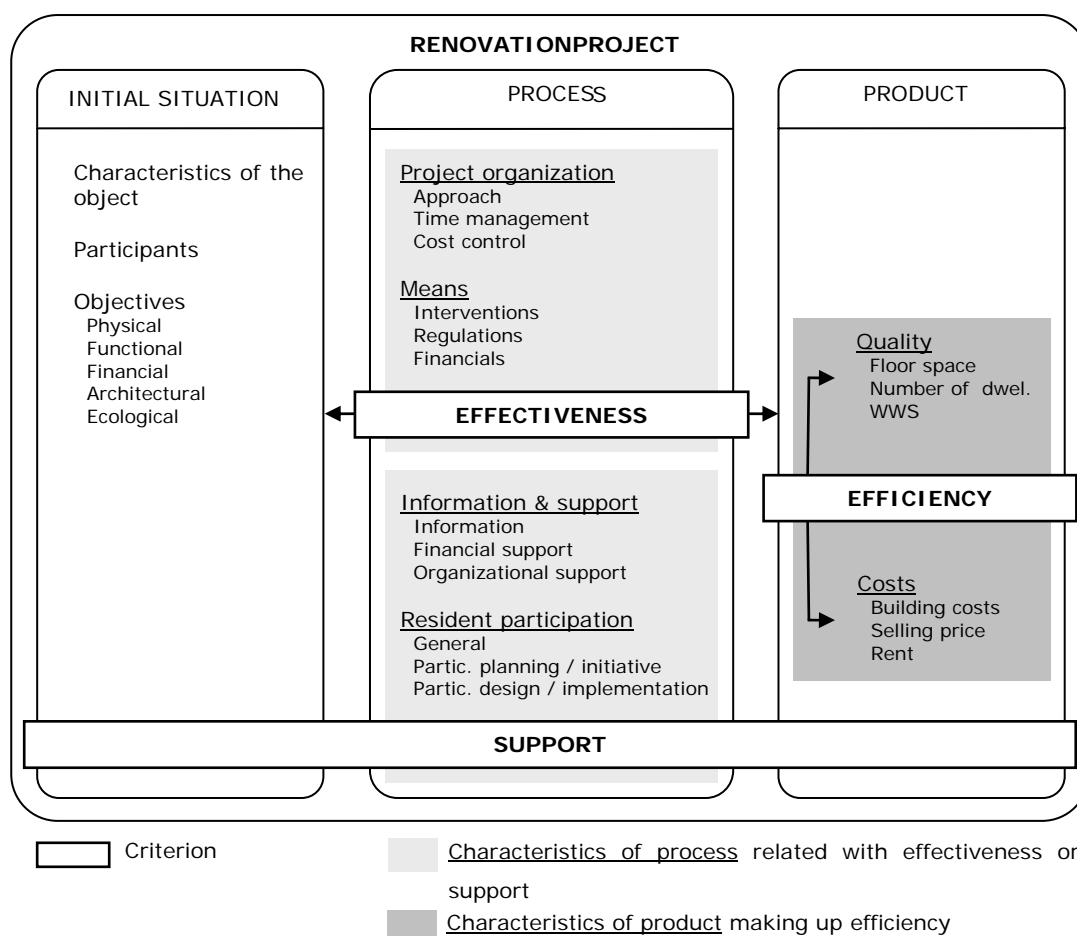 RENOVATIONPROJECT
INITIAL SITUATION
Characteristics of the
object
Participants
Objectives
Physical
Functional
Financial
Architectural
Ecological
PROCESS
Project organization
Approach
Time management
Cost control
Means
Interventions
Regulations
Financials
EFFECTIVENESS
Information & support
Information
Financial support
Organizational support
Resident participation
General
Partic. planning / initiative
Partic. design / implementation
PRODUCT
Quality
Floor space
Number of dwel.
WWS
EFFICIENCY
Costs
Building costs
Selling price
Rent
SUPPORT
Criterion
Characteristics of process related with effectiveness or
support
Characteristics of product making up efficiency